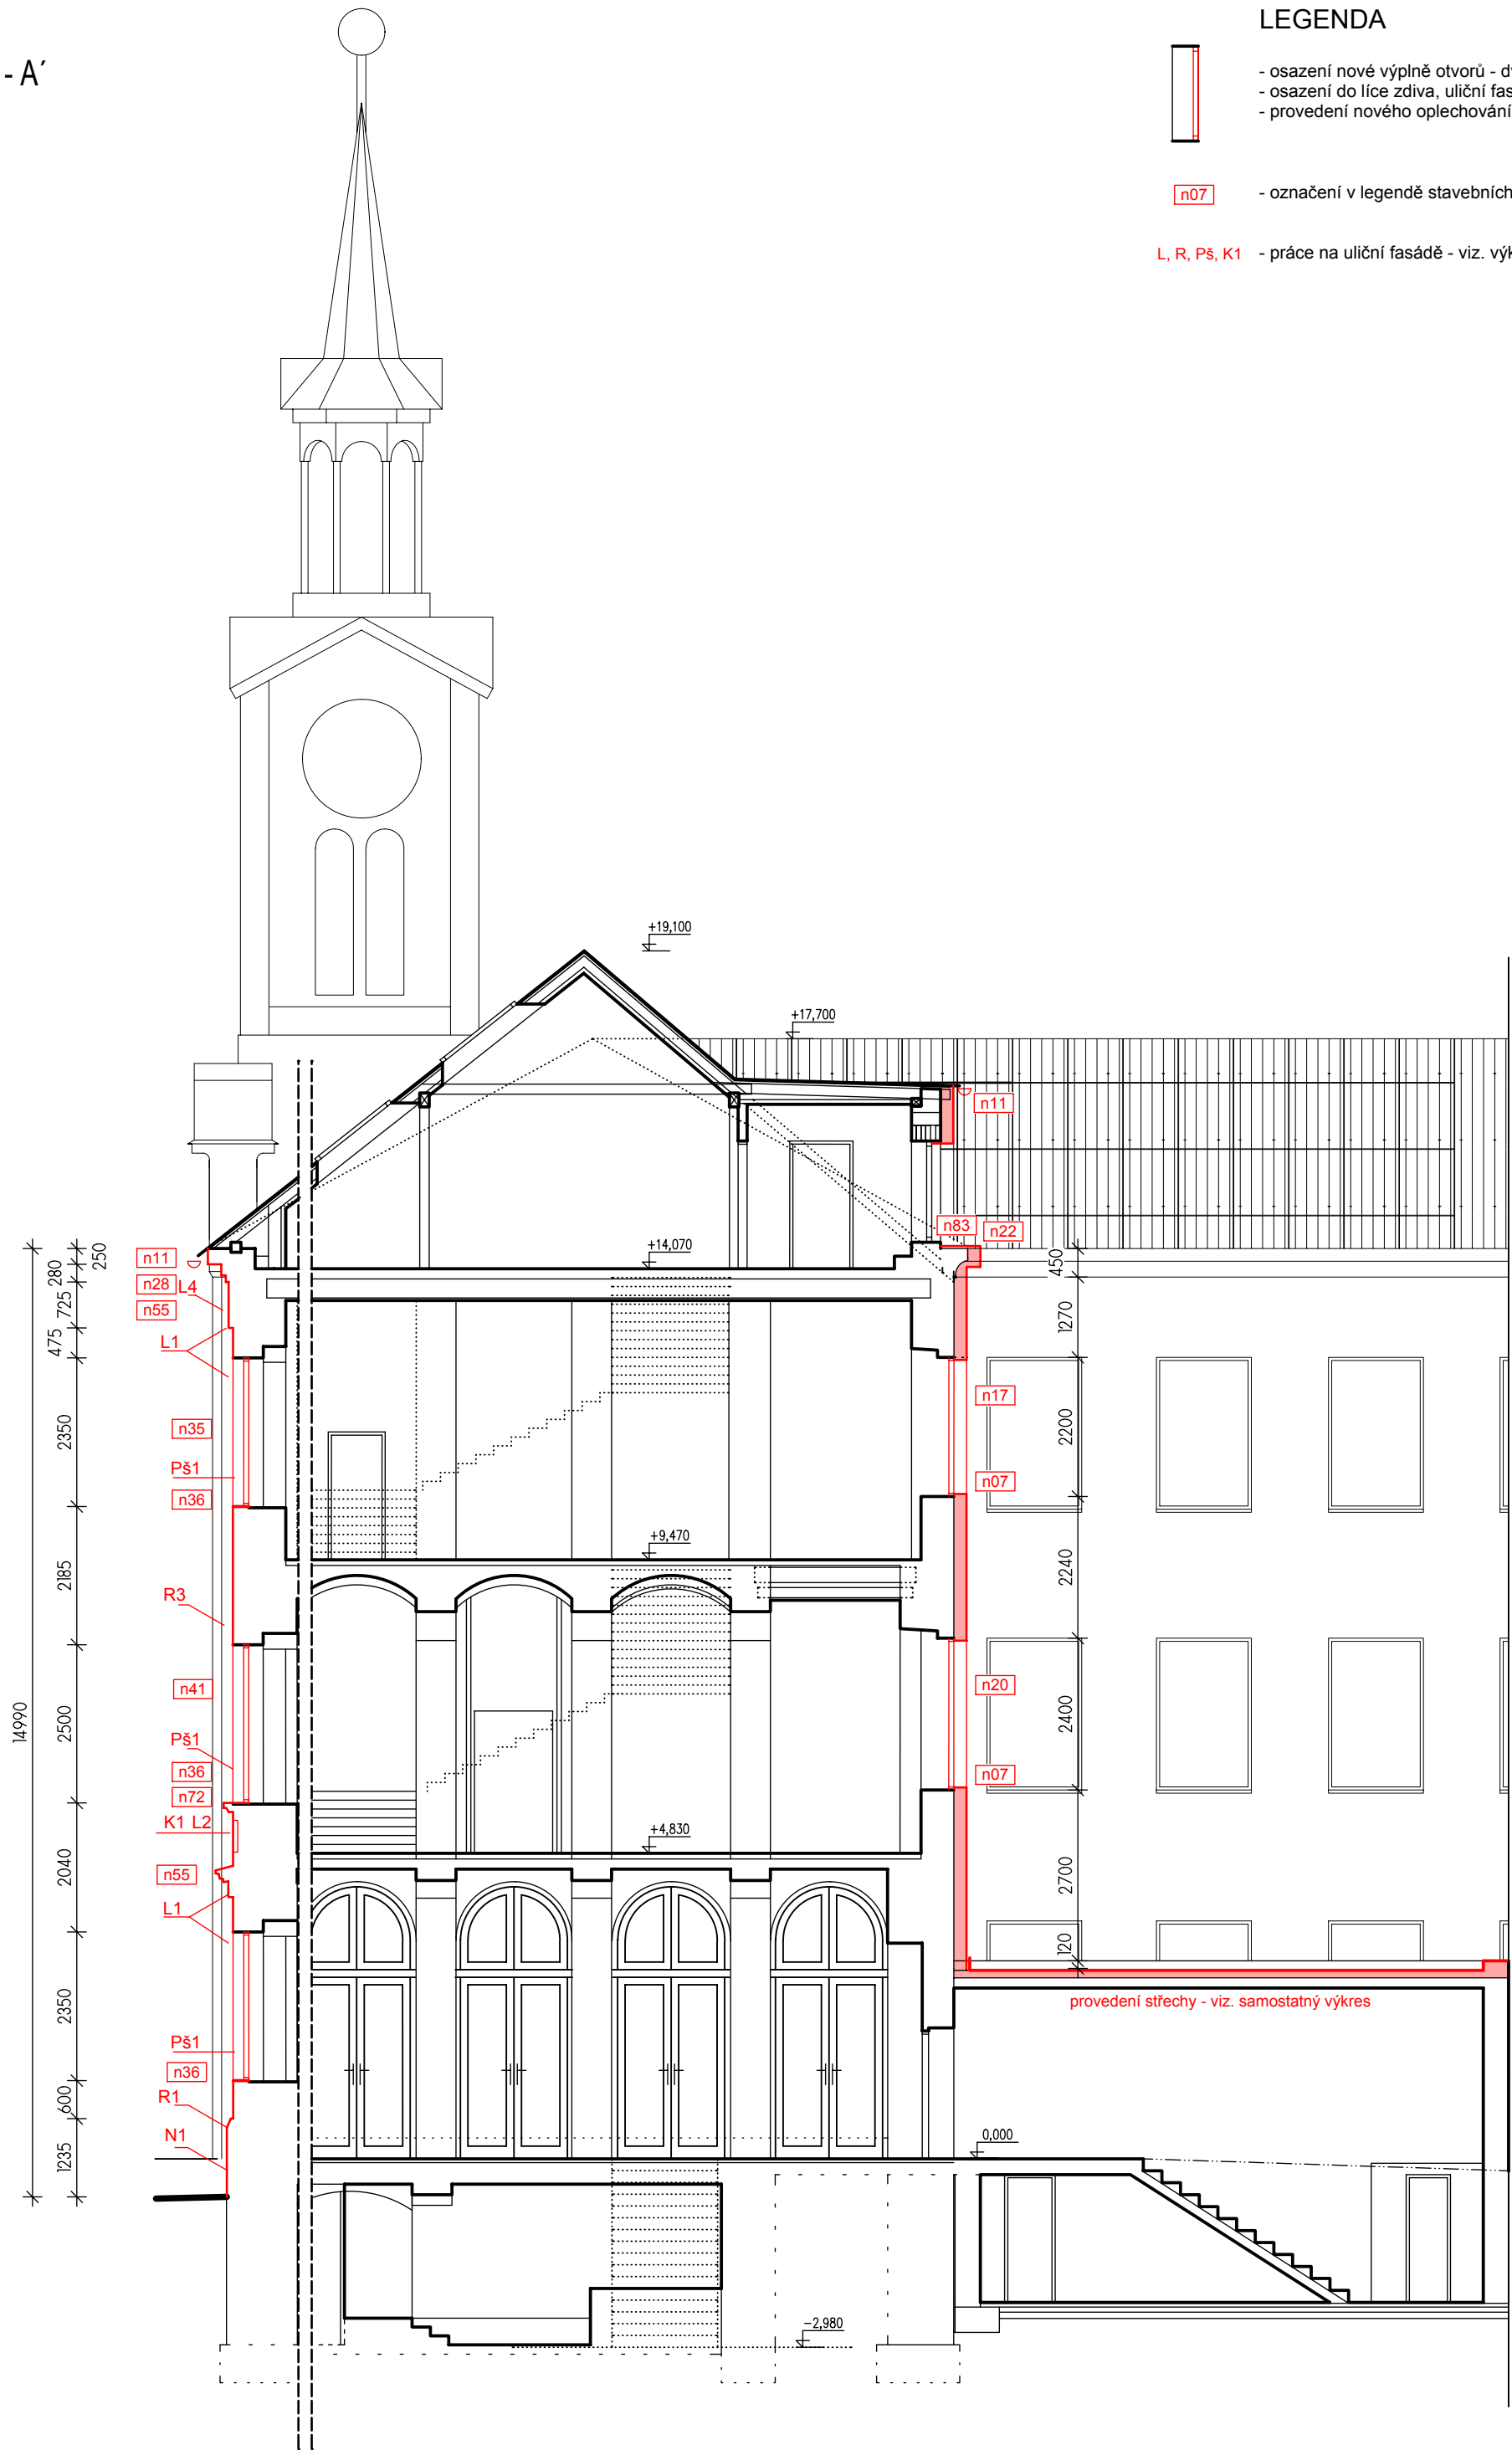 LEGENDA
- A´
- osazení nové výplně otvorů -
- osazení do líce zdiva, uliční
- provedení nového oplechování
n07
- označení v legendě stavebních
L, R, Pš, K1
- práce na uliční fasádě - viz.
+19,100
+17,700
n11
n83
n22
n11
250
280
n28
L4
725
n55
+14,070
450
1270
475
L1
n17
2350
n35
2200
Pš1
n07
n36
+9,470
2185
2240
R3
n41
n20
14990
2500
2400
Pš1
n36
n07
n72
K1 L2
+4,830
2040
n55
2700
L1
120
2350
provedení střechy - viz. samostatný výkres
Pš1
n36
600
R1
N1
1235
0,000
-2,980